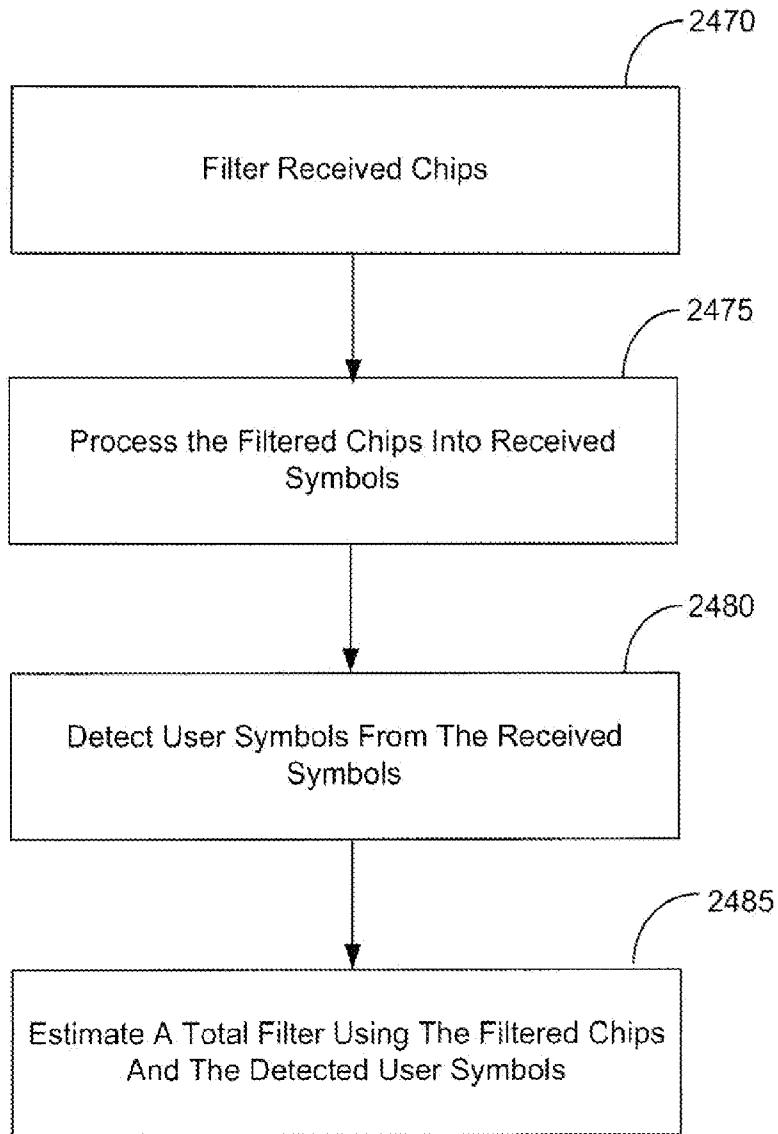 2470
Filter Received Chips
2475
Process the Filtered Chips Into Received
Symbols
2480
Detect User Symbols From The Received
Symbols
2485
Estimate A Total Filter Using The Filtered Chips
And The Detected User Symbols